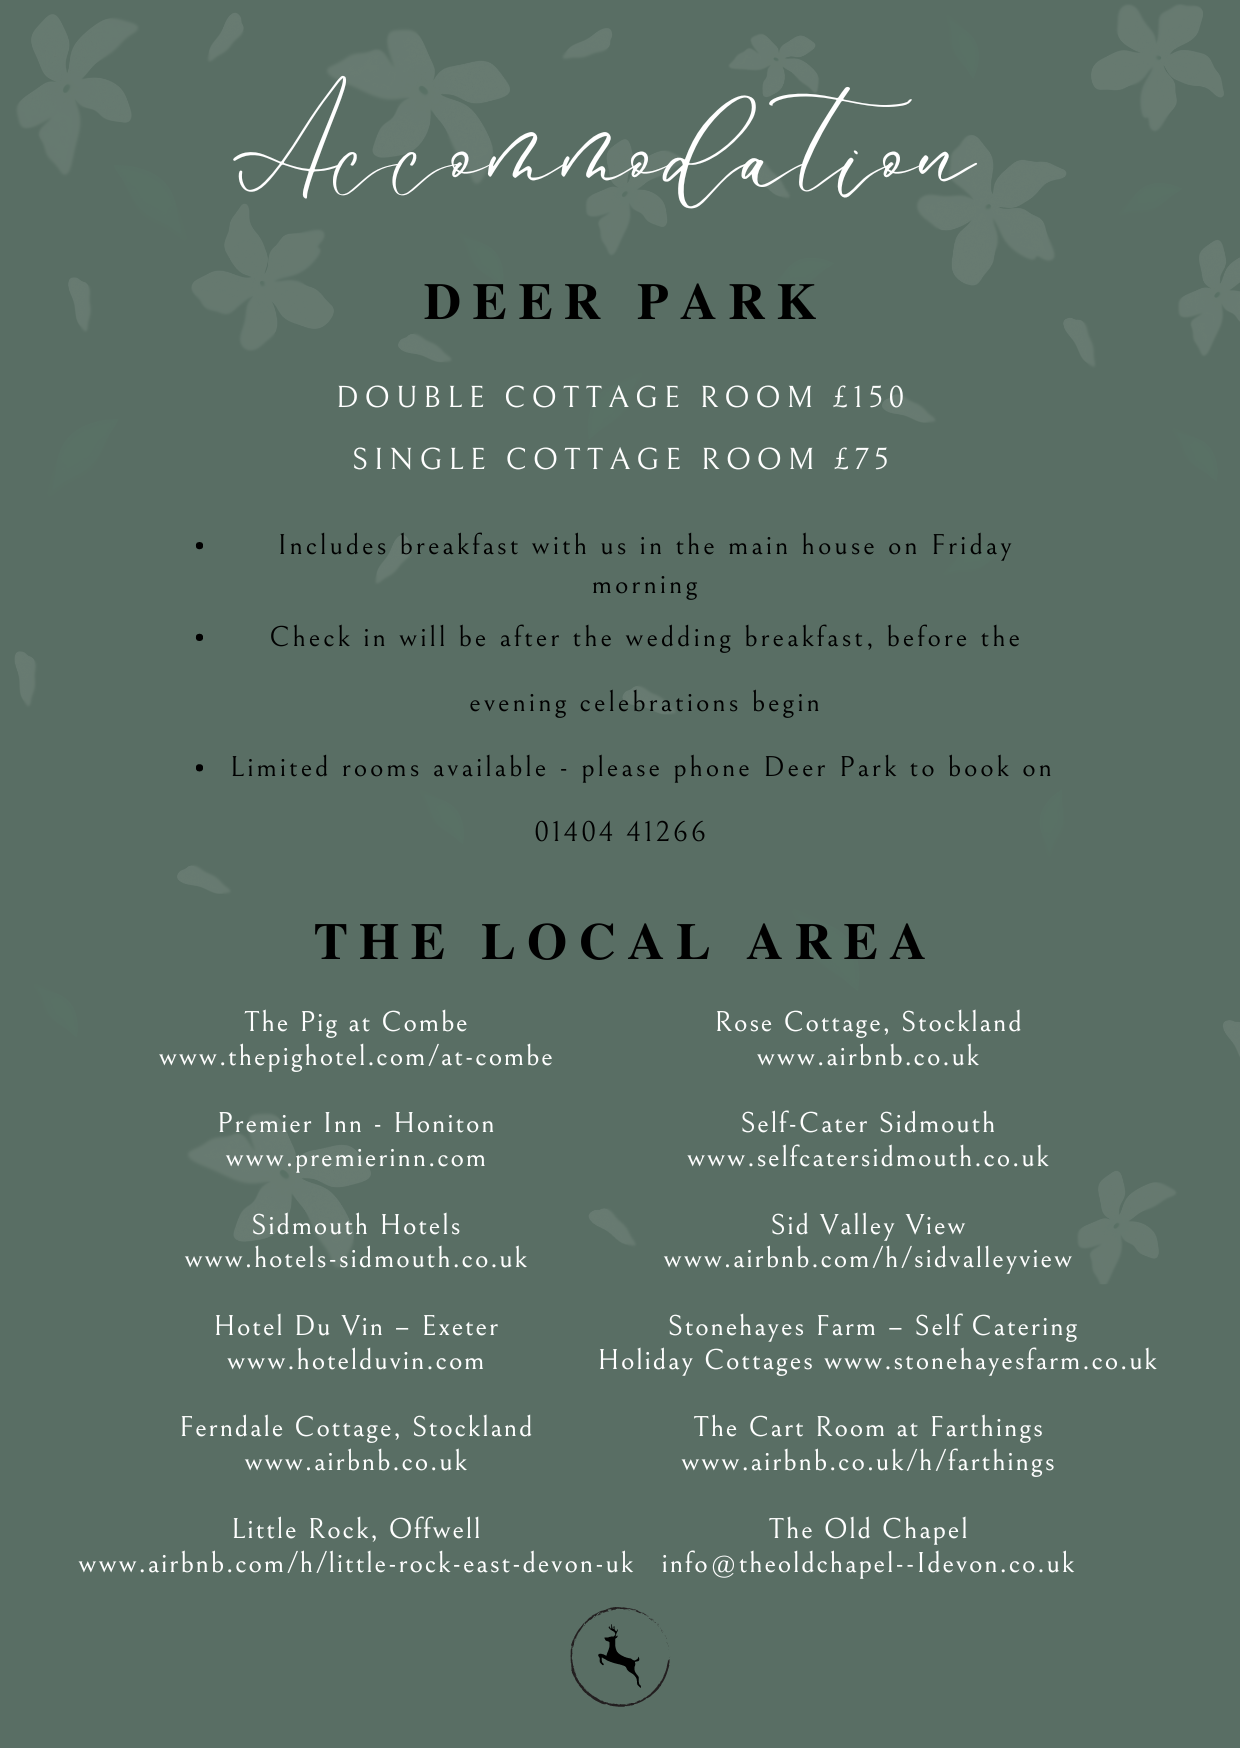 Accommodation
DEER PARK
DOUBLE COTTAGE ROOM £150
SINGLE COTTAGE ROOM £75
• Includes breakfast with us in the main house on Friday
morning
• Check in will be after the wedding breakfast, before the
evening celebrations begin
• Limited rooms available - please phone Deer Park to book on
01404 41266
THE LOCAL AREA
The Pig at Combe
www.thepighotel.com/at-combe
Premier Inn - Honiton
www.premierinn.com
Sidmouth Hotels
www.hotels-sidmouth.co.uk
Hotel Du Vin – Exeter
www.hotelduvin.com
Ferndale Cottage, Stockland
www.airbnb.co.uk
Little Rock, Offwell
www.airbnb.com/h/little-rock-east-devon-uk
Rose Cottage, Stockland
www.airbnb.co.uk
Self-Cater Sidmouth
www.selfcatersidmouth.co.uk
Sid Valley View
www.airbnb.com/h/sidvalleyview
Stonehayes Farm – Self Catering
Holiday Cottages www.stonehayesfarm.co.uk
The Cart Room at Farthings
www.airbnb.co.uk/h/farthings
The Old Chapel
info@theoldchapel--Idevon.co.uk